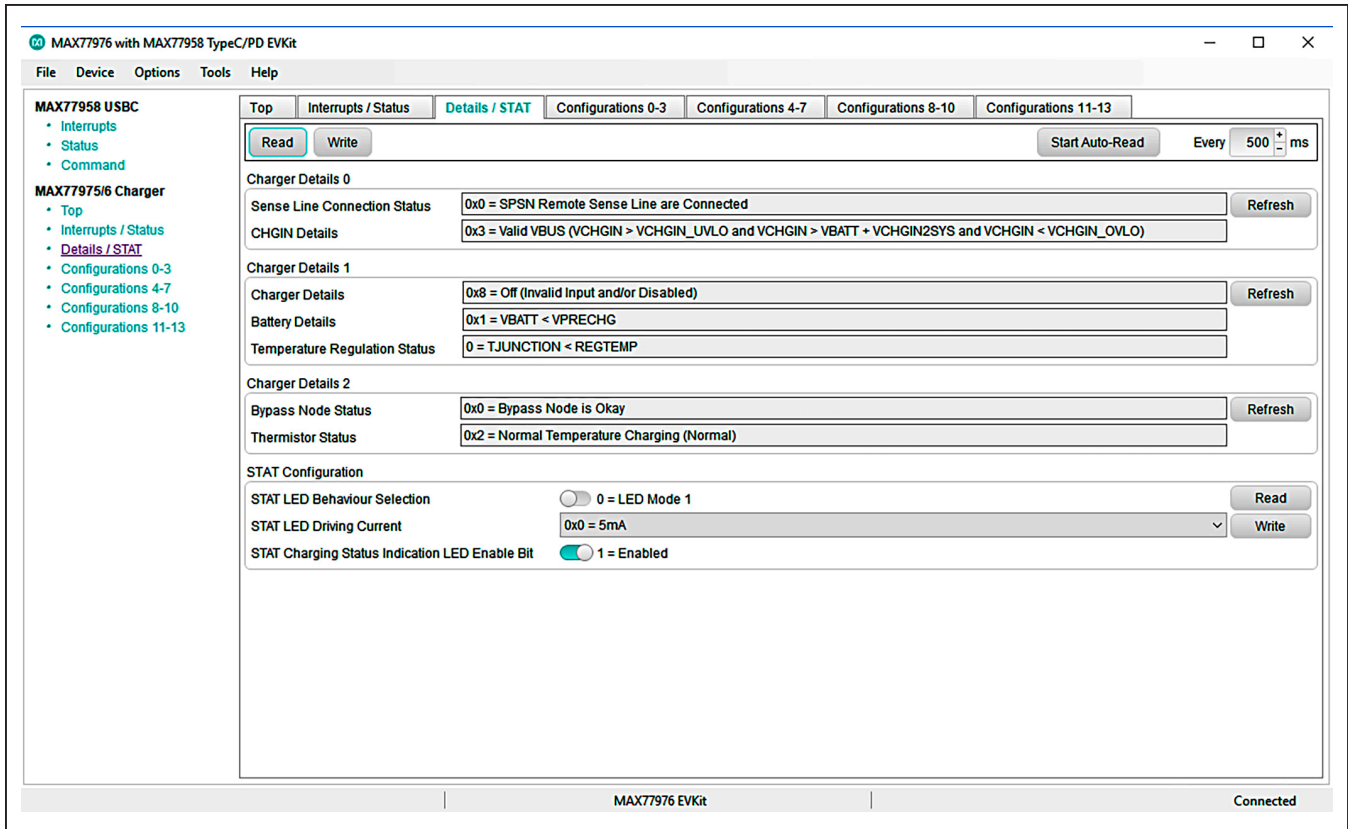 MAX77976 with MAX77958 TypeC/PD EVKit
File Device Options Tools Help
MAX77958 USBC
• Interrupts
• Status
• Command
MAX77975/6 Charger
• Top
• Interrupts / Status
• Details / STAT
• Configurations 0-3
• Configurations 4-7
• Configurations 8-10
• Configurations 11-13
Top Interrupts / Status Details / STAT Configurations 0-3 Configurations 4-7 Configurations 8-10 Configurations 11-13
Read Write Start Auto-Read Every 500 + - ms
Charger Details 0
Sense Line Connection Status 0x0 = SPSN Remote Sense Line are Connected Refresh
CHGIN Details 0x3 = Valid VBUS (VCHGIN > VCHGIN_UVLO and VCHGIN > VBATT + VCHGIN2SYS and VCHGIN < VCHGIN_OVLO)
Charger Details 1
Charger Details 0x8 = Off (Invalid Input and/or Disabled) Refresh
Battery Details 0x1 = VBATT < VPRECHG
Temperature Regulation Status 0 = TJUNCTION < REGTEMP
Charger Details 2
Bypass Node Status 0x0 = Bypass Node is Okay Refresh
Thermistor Status 0x2 = Normal Temperature Charging (Normal)
STAT Configuration
STAT LED Behaviour Selection 0 = LED Mode 1 Read
STAT LED Driving Current 0x0 = 5mA Write
STAT Charging Status Indication LED Enable Bit 1 = Enabled
MAX77976 EVKit Connected